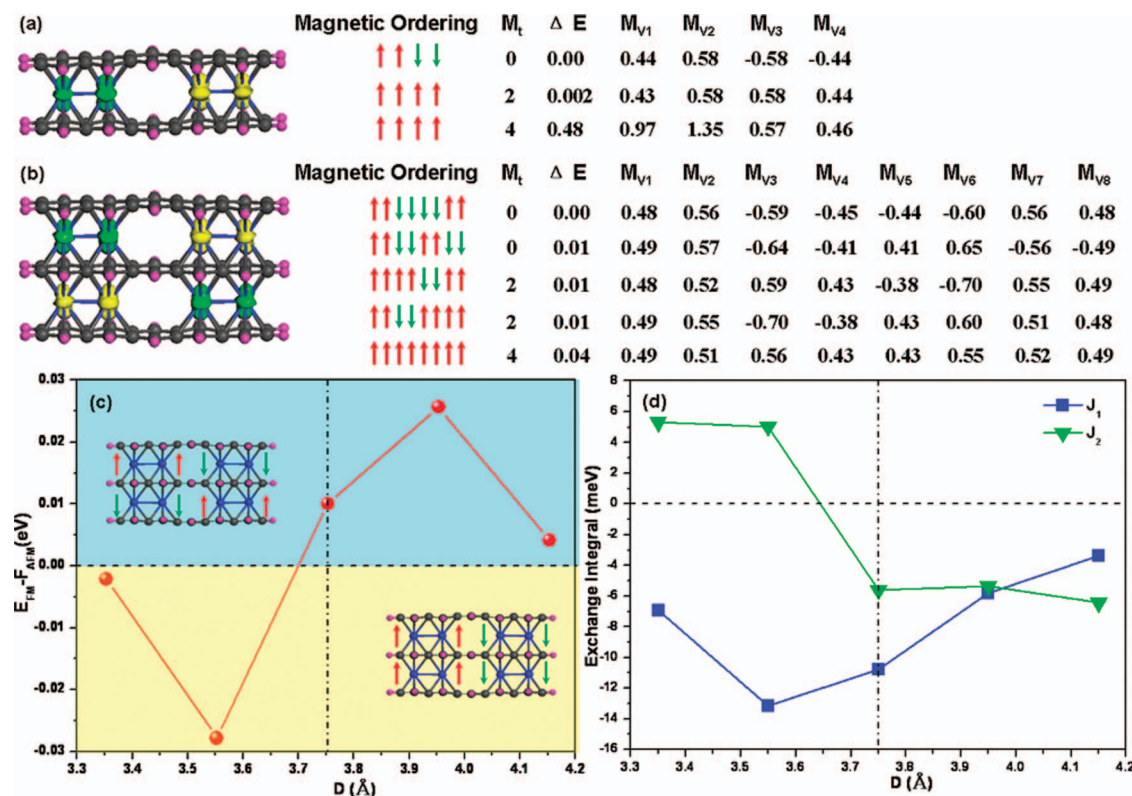 (a) Magnetic Ordering Mt Δ E MV1 MV2 MV3 MV4
↑ ↑ ↓ ↓ 0 0.00 0.44 0.58 -0.58 -0.44
↑ ↑ ↑ ↑ 2 0.002 0.43 0.58 0.58 0.44
↑ ↑ ↑ ↑ 4 0.48 0.97 1.35 0.57 0.46
(b) Magnetic Ordering Mt Δ E MV1 MV2 MV3 MV4 MV5 MV6 MV7 MV8
↑↑↓↓↓↓↑↑ 0 0.00 0.48 0.56 -0.59 -0.45 -0.44 -0.60 0.56 0.48
↑↑↓↓↑↑↓↓ 0 0.01 0.49 0.57 -0.64 -0.41 0.41 0.65 -0.56 -0.49
↑↑↑↑↓↓↑↑ 2 0.01 0.48 0.52 0.59 0.43 -0.38 -0.70 0.55 0.49
↑↑↓↓↑↑↑↑ 2 0.01 0.49 0.55 -0.70 -0.38 0.43 0.60 0.51 0.48
↑↑↑↑↑↑↑↑ 4 0.04 0.49 0.51 0.56 0.43 0.43 0.55 0.52 0.49
(c)
EFM-FAFM(eV)
0.03
0.02
0.01
0.00
-0.01
-0.02
-0.03
3.3 3.4 3.5 3.6 3.7 3.8 3.9 4.0 4.1 4.2
D (Å)
(d)
J1
J2
Exchange Integral (meV)
8
6
4
2
0
-2
-4
-6
-8
-10
-12
-14
-16
3.3 3.4 3.5 3.6 3.7 3.8 3.9 4.0 4.1 4.2
D (Å)